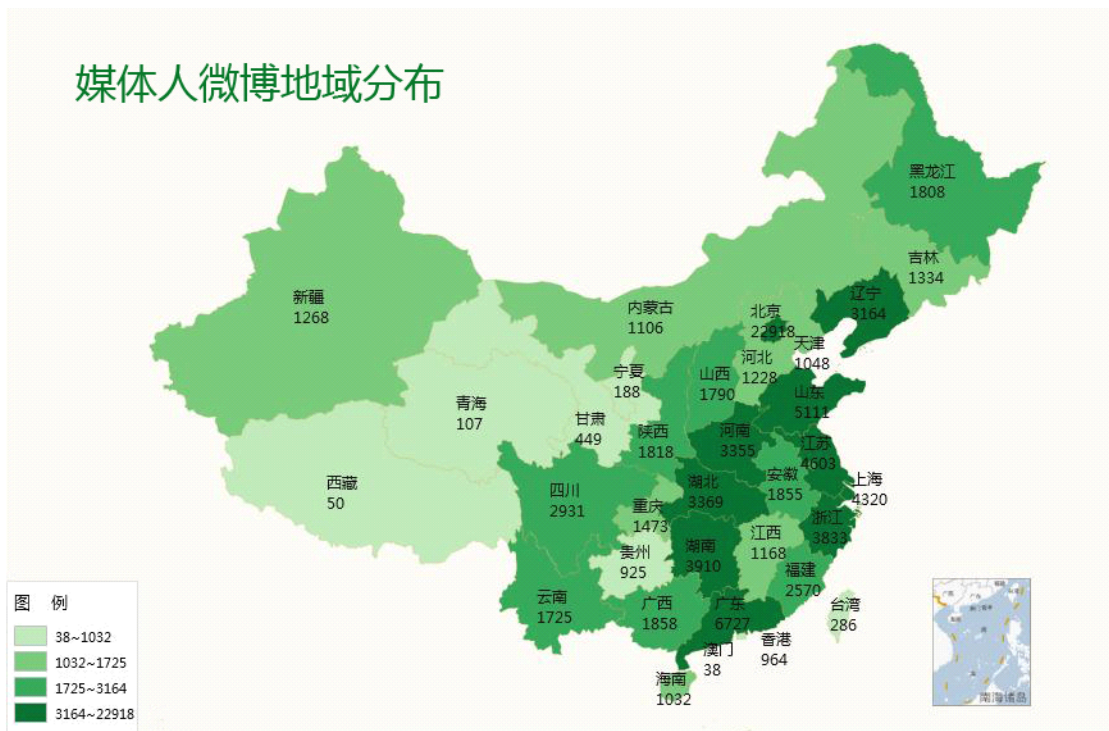 媒体人微博地域分布
黑龙江
1808
吉林
1334
辽宁
3164
新疆
1268
内蒙古
1106
北京
22918
天津
1048
河北
1228
宁夏
188
山西
1790
山东
5111
青海
107
甘肃
449
陕西
1818
河南
3355
江苏
4603
西藏
50
四川
2931
重庆
1473
湖北
3369
安徽
1855
上海
4320
浙江
3833
贵州
925
湖南
3910
江西
1168
福建
2570
云南
1725
广西
1858
广东
6727
台湾
286
香港
964
澳门
38
海南
1032
图 例
38~1032
1032~1725
1725~3164
3164~22918
南海诸岛